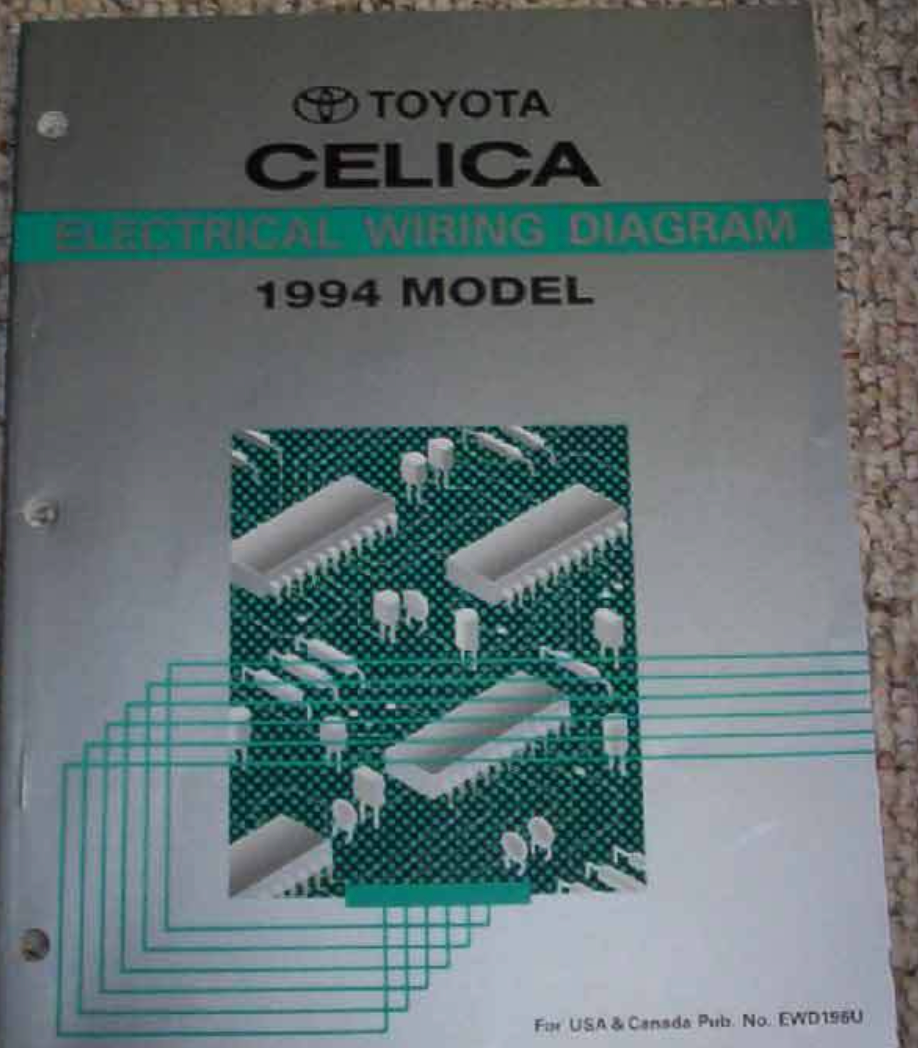 TOYOTA
CELICA
ELECTRICAL WIRING DIAGRAM
1994 MODEL
For USA & Canada Pub. No. EWD196U